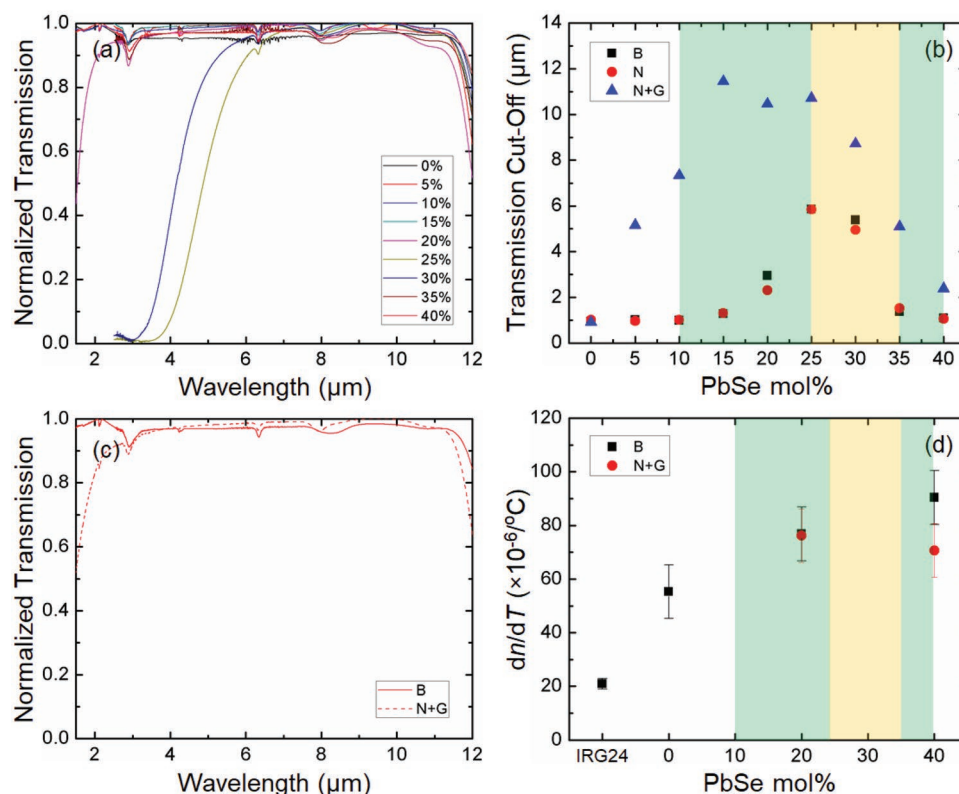 (a)
1.0
0.8
0.6
0.4
0.2
0.0
Normalized Transmission
0%
5%
10%
15%
20%
25%
30%
35%
40%
2 4 6 8 10 12
Wavelength (µm)
(b)
14
12
10
8
6
4
2
0
Transmission Cut-Off (µm)
B
N
N+G
0 5 10 15 20 25 30 35 40
PbSe mol%
(c)
1.0
0.8
0.6
0.4
0.2
0.0
Normalized Transmission
B
N+G
2 4 6 8 10 12
Wavelength (µm)
(d)
120
100
80
60
40
20
0
dn/dT (×10-6/ºC)
B
N+G
IRG24 0 10 20 30 40
PbSe mol%